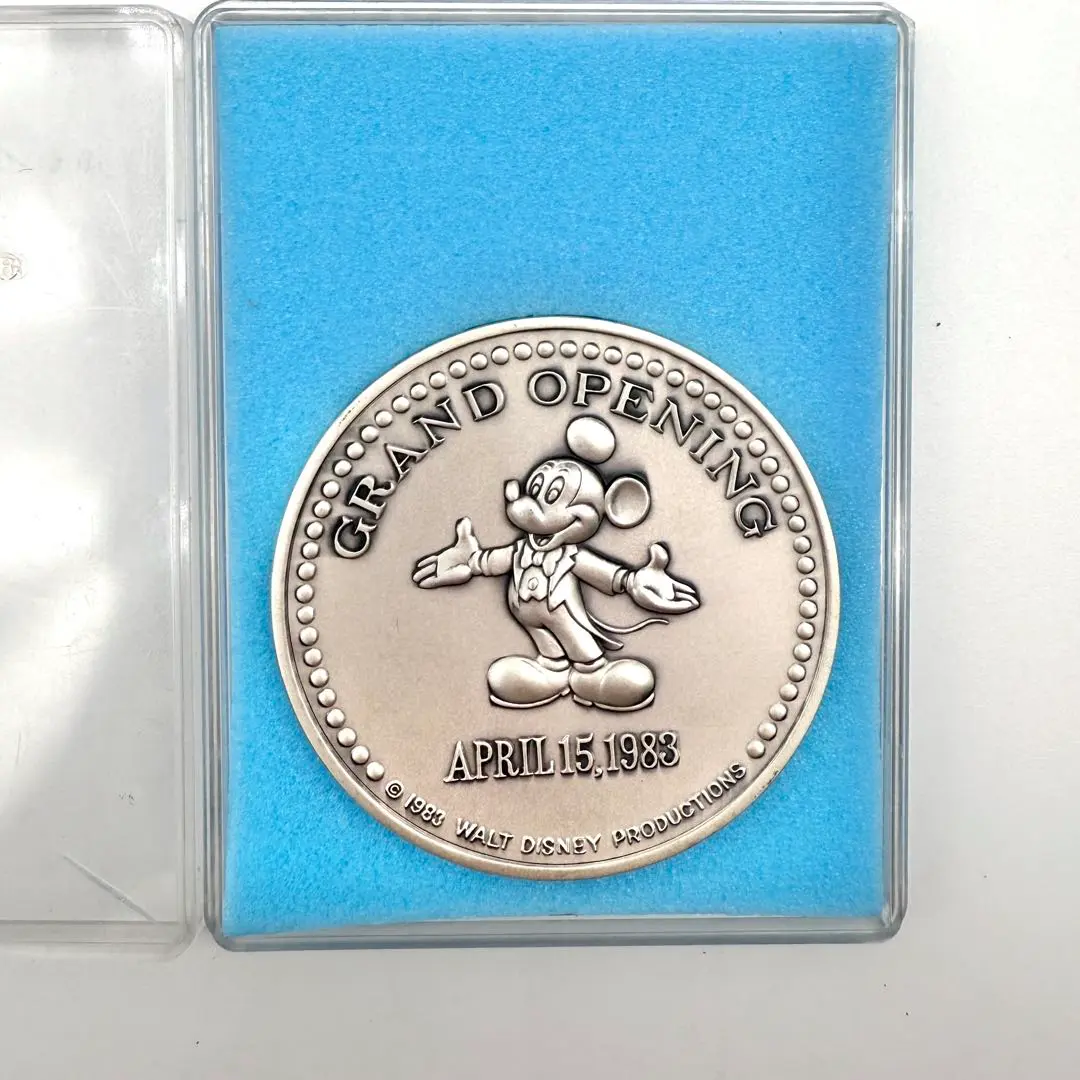 GRAND OPENING
APRIL 15, 1983
© 1983 WALT DISNEY PRODUCTIONS